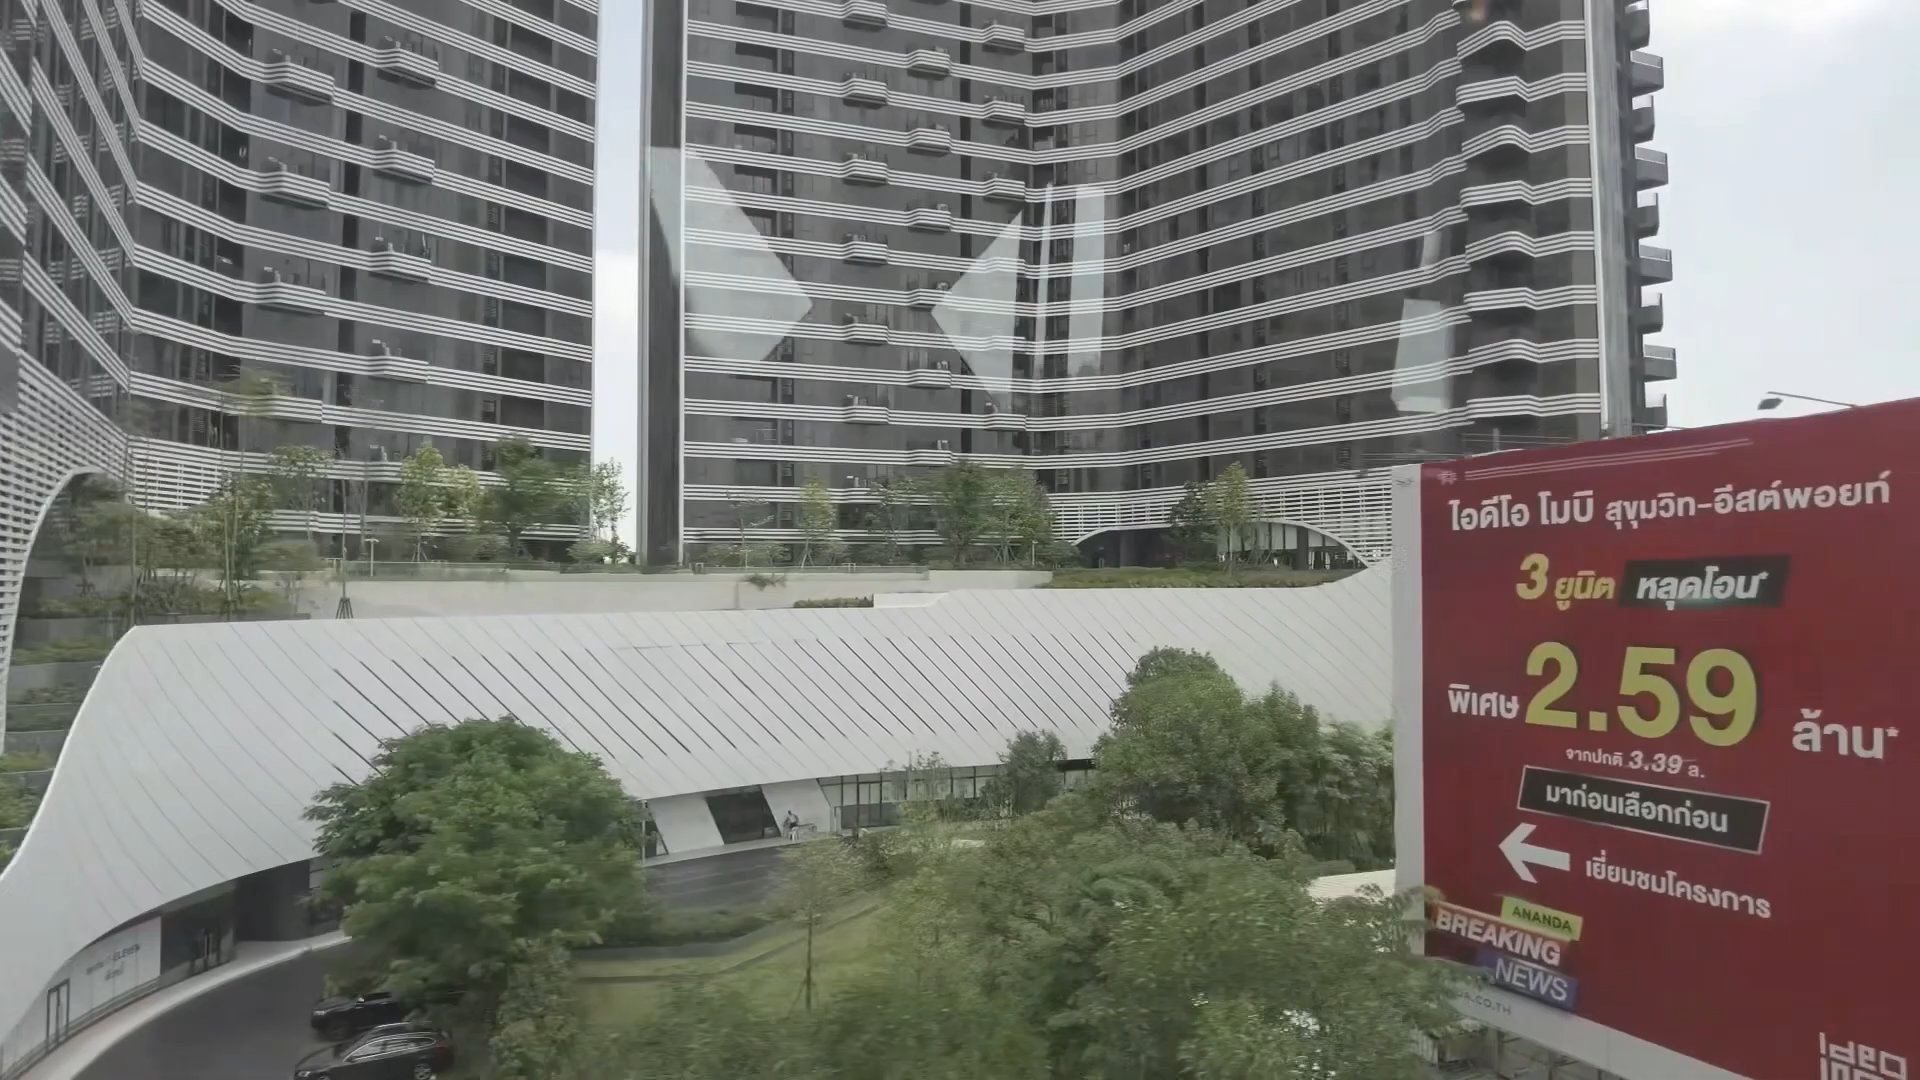 ไอดีโอ โมบิ สุขุมวิท-อีสต์พอยท์
3 ยูนิต หลุดโอน*
พิเศษ 2.59 ล้าน*
จากปกติ 3.39 ล.
มาก่อนเลือกก่อน
เยี่ยมชมโครงการ
ANANDA
BREAKING
NEWS
.CO.TH
ideo